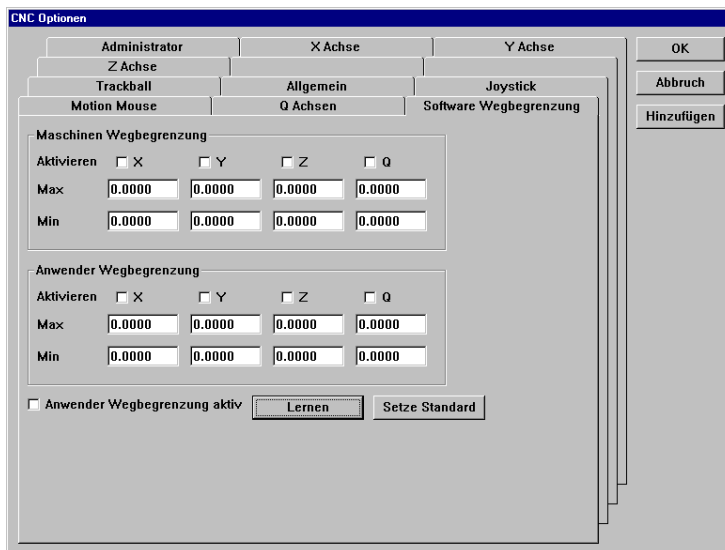 CNC Optionen
Administrator X Achse Y Achse
Z Achse
Trackball Allgemein Joystick
Motion Mouse Q Achsen Software Wegbegrenzung
OK
Abbruch
Hinzufügen
Maschinen Wegbegrenzung
Aktivieren X Y Z Q
Max 0.0000 0.0000 0.0000 0.0000
Min 0.0000 0.0000 0.0000 0.0000
Anwender Wegbegrenzung
Aktivieren X Y Z Q
Max 0.0000 0.0000 0.0000 0.0000
Min 0.0000 0.0000 0.0000 0.0000
Anwender Wegbegrenzung aktiv Lernen Setze Standard